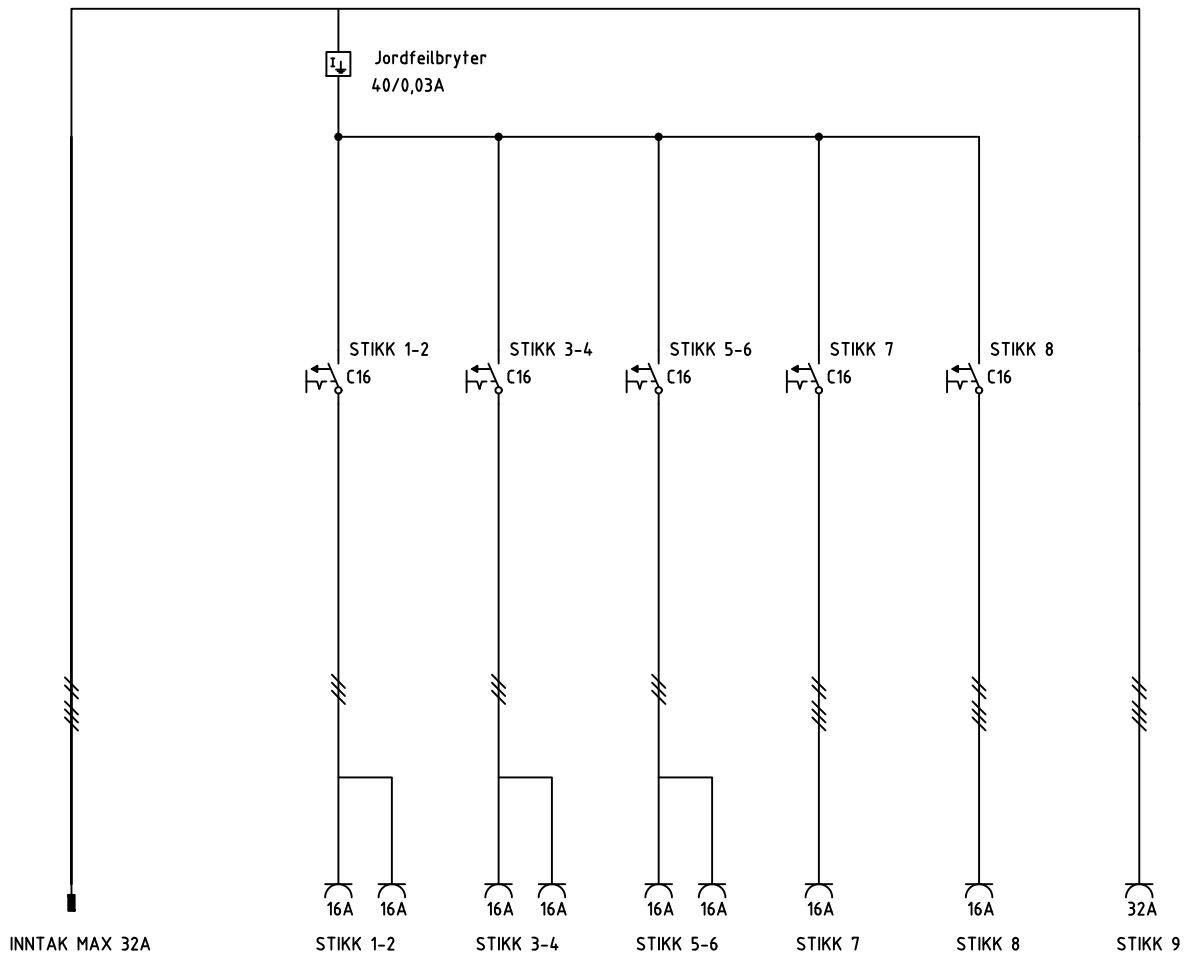 Jordfeilbryter
I
40/0,03A
STIKK 1-2
STIKK 3-4
STIKK 5-6
STIKK 7
STIKK 8
C16
C16
C16
C16
C16
16A
16A
16A
16A
16A
16A
16A
16A
32A
INNTAK MAX 32A
STIKK 1-2
STIKK 3-4
STIKK 5-6
STIKK 7
STIKK 8
STIKK 9